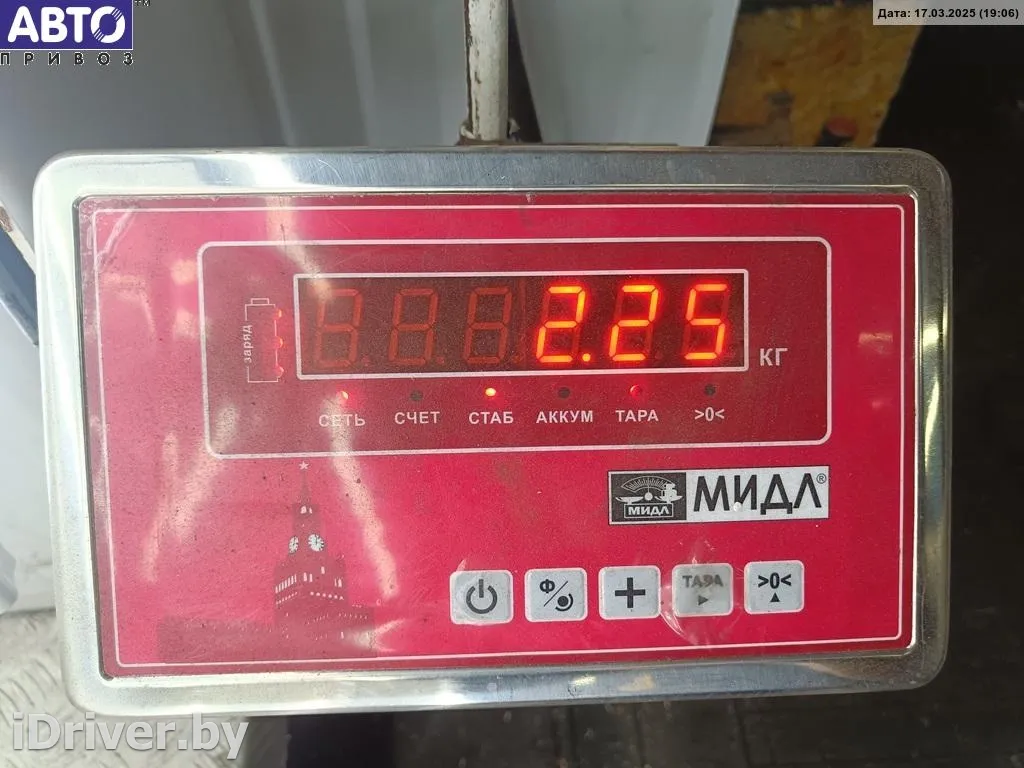 АВТО™
ПРИВОЗ
Дата: 17.03.2025 (19:06)
2.25
КГ
заряд
СЕТЬ СЧЕТ СТАБ АККУМ ТАРА >0<
МИДЛ МИДЛ®
Ф/ + ТАРА >0<
iDriver.by